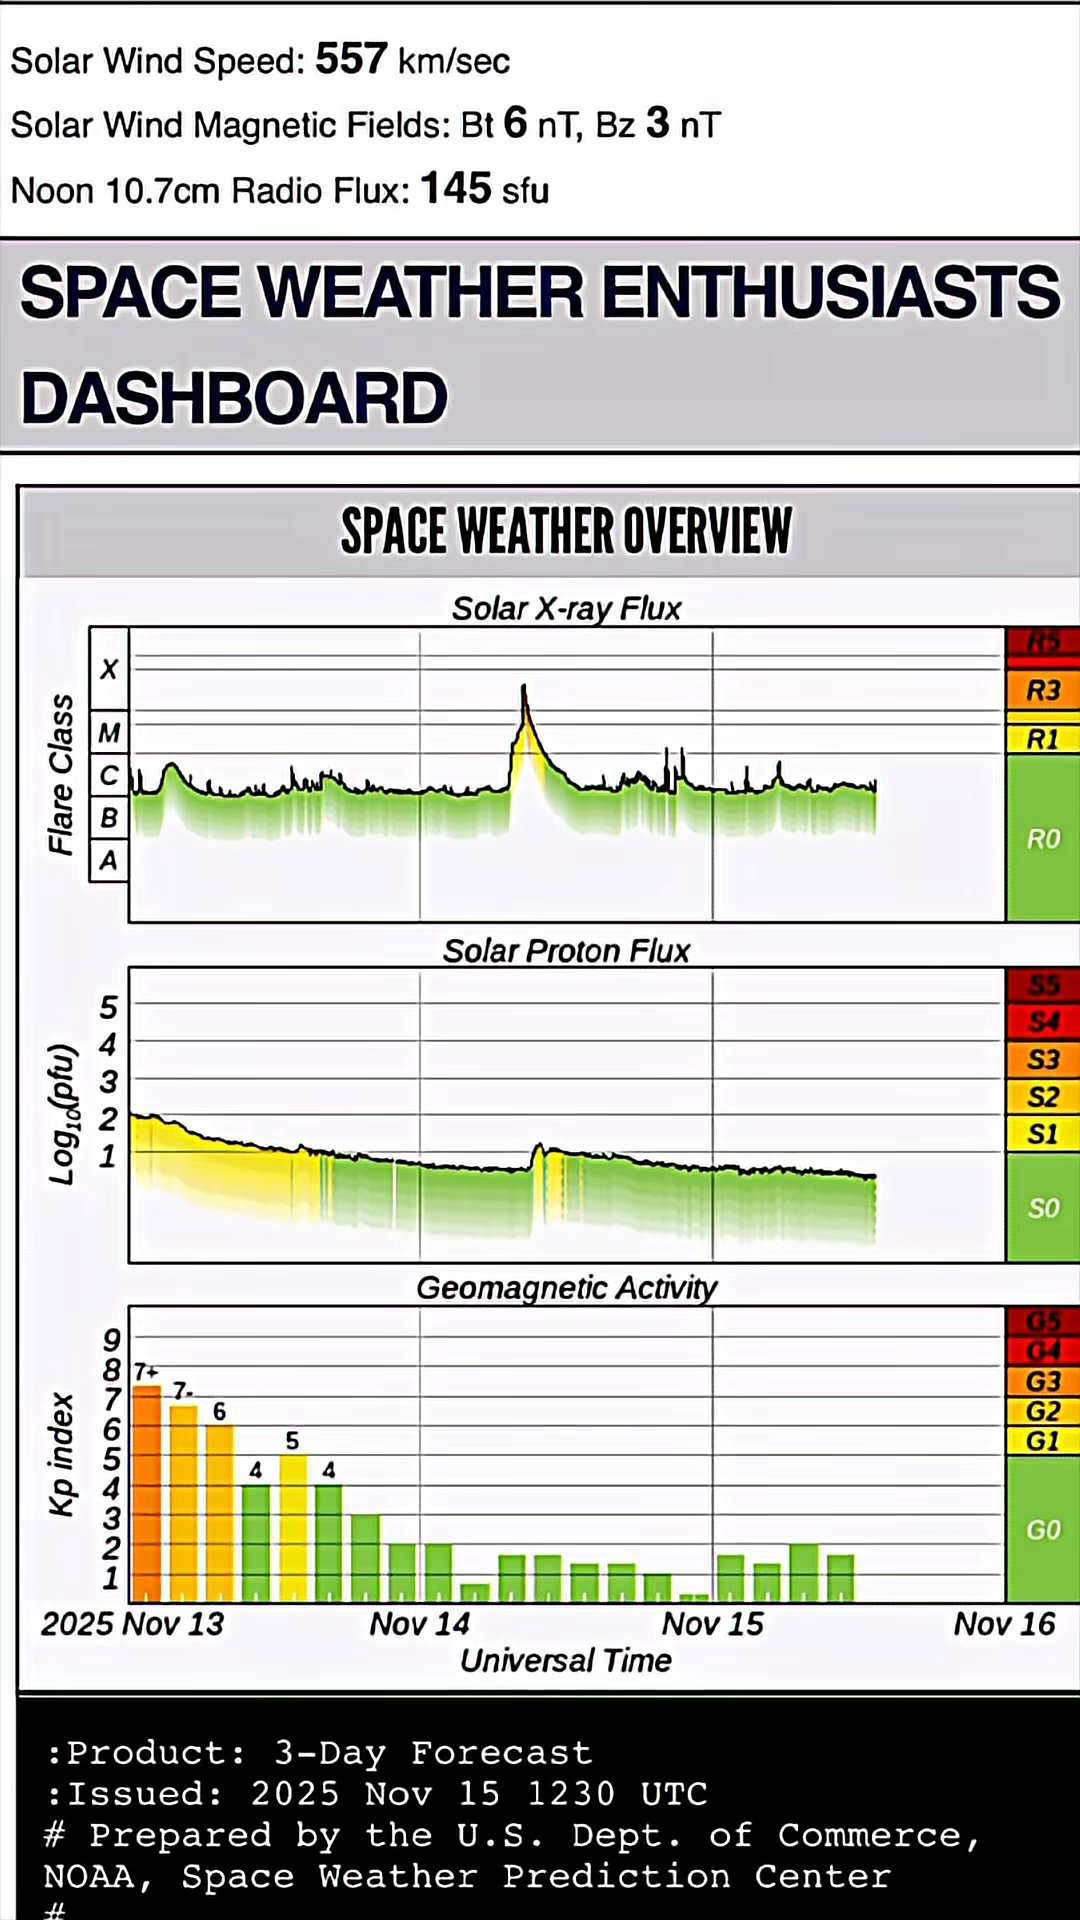 Solar Wind Speed: 557 km/sec
Solar Wind Magnetic Fields: Bt 6 nT, Bz 3 nT
Noon 10.7cm Radio Flux: 145 sfu
SPACE WEATHER ENTHUSIASTS
DASHBOARD
SPACE WEATHER OVERVIEW
Solar X-ray Flux
Flare Class
X
M
C
B
A
R5
R3
R1
R0
Solar Proton Flux
Log10(pfu)
5
4
3
2
1
S5
S4
S3
S2
S1
S0
Geomagnetic Activity
Kp index
9
8
7
6
5
4
3
2
1
7+
7-
6
4
5
4
G5
G4
G3
G2
G1
G0
2025 Nov 13 Nov 14 Nov 15 Nov 16
Universal Time
:Product: 3-Day Forecast
:Issued: 2025 Nov 15 1230 UTC
# Prepared by the U.S. Dept. of Commerce,
NOAA, Space Weather Prediction Center
#